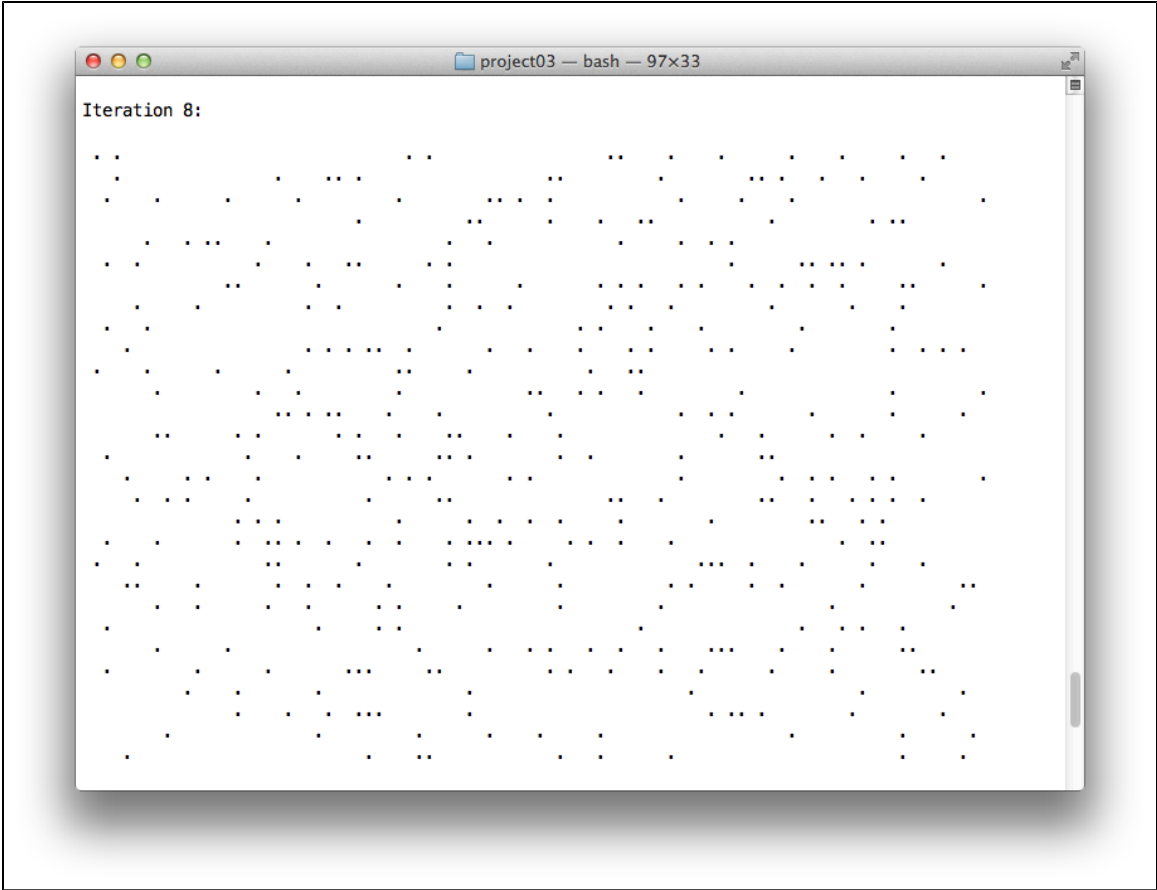 project03 — bash — 97×33
Iteration 8: